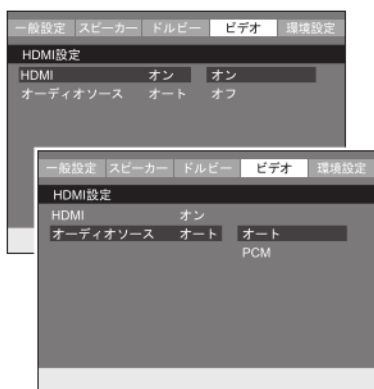 一般設定 スピーカー ドルビー ビデオ 環境設定
HDMI設定
HDMI オン オン
オーディオソース オート オフ
一般設定 スピーカー ドルビー ビデオ 環境設定
HDMI設定
HDMI オン
オーディオソース オート オート
PCM